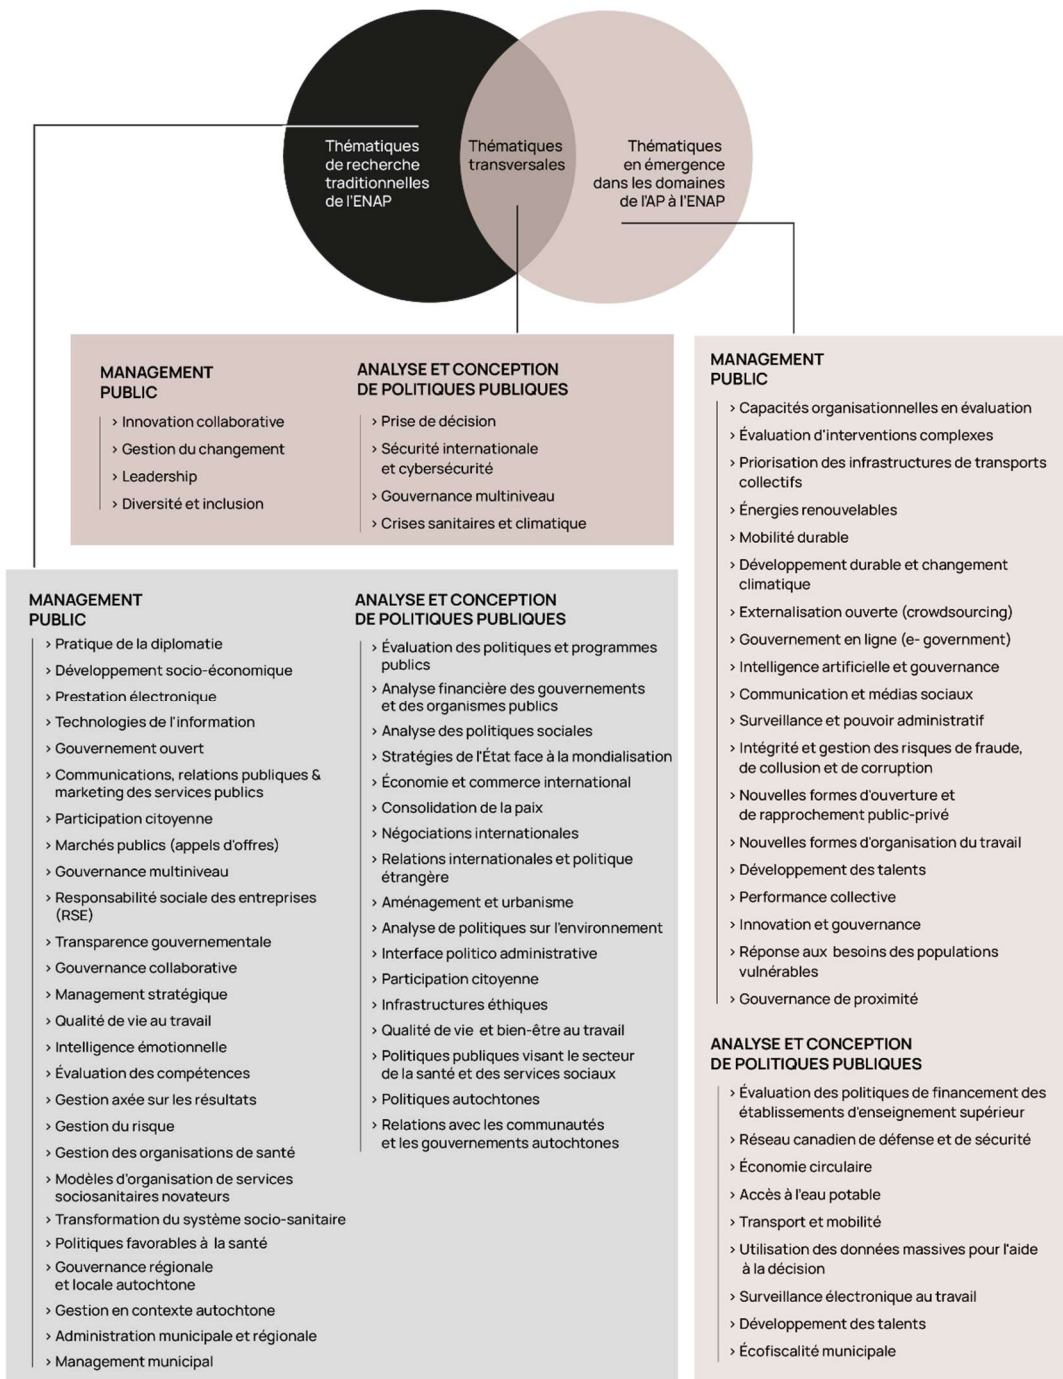 Thématiques
de recherche
traditionnelles
de l'ENAP
Thématiques
transversales
Thématiques
en émergence
dans les domaines
de l'AP à l'ENAP
MANAGEMENT
PUBLIC
> Innovation collaborative
> Gestion du changement
> Leadership
> Diversité et inclusion
ANALYSE ET CONCEPTION
DE POLITIQUES PUBLIQUES
> Prise de décision
> Sécurité internationale
et cybersécurité
> Gouvernance multiniveau
> Crises sanitaires et climatique
MANAGEMENT
PUBLIC
> Pratique de la diplomatie
> Développement socio-économique
> Prestation électronique
> Technologies de l'information
> Gouvernement ouvert
> Communications, relations publiques &
marketing des services publics
> Participation citoyenne
> Marchés publics (appels d'offres)
> Gouvernance multiniveau
> Responsabilité sociale des entreprises
(RSE)
> Transparence gouvernementale
> Gouvernance collaborative
> Management stratégique
> Qualité de vie au travail
> Intelligence émotionnelle
> Évaluation des compétences
> Gestion axée sur les résultats
> Gestion du risque
> Gestion des organisations de santé
> Modèles d'organisation de services
sociosanitaires novateurs
> Transformation du système socio-sanitaire
> Politiques favorables à la santé
> Gouvernance régionale
et locale autochtone
> Gestion en contexte autochtone
> Administration municipale et régionale
> Management municipal
ANALYSE ET CONCEPTION
DE POLITIQUES PUBLIQUES
> Évaluation des politiques et programmes
publics
> Analyse financière des gouvernements
et des organismes publics
> Analyse des politiques sociales
> Stratégies de l'État face à la mondialisation
> Économie et commerce international
> Consolidation de la paix
> Négociations internationales
> Relations internationales et politique
étrangère
> Aménagement et urbanisme
> Analyse de politiques sur l'environnement
> Interface politico administrative
> Participation citoyenne
> Infrastructures éthiques
> Qualité de vie et bien-être au travail
> Politiques publiques visant le secteur
de la santé et des services sociaux
> Politiques autochtones
> Relations avec les communautés
et les gouvernements autochtones
MANAGEMENT
PUBLIC
> Capacités organisationnelles en évaluation
> Évaluation d'interventions complexes
> Priorisation des infrastructures de transports
collectifs
> Énergies renouvelables
> Mobilité durable
> Développement durable et changement
climatique
> Externalisation ouverte (crowdsourcing)
> Gouvernement en ligne (e- government)
> Intelligence artificielle et gouvernance
> Communication et médias sociaux
> Surveillance et pouvoir administratif
> Intégrité et gestion des risques de fraude,
de collusion et de corruption
> Nouvelles formes d'ouverture et
de rapprochement public-privé
> Nouvelles formes d'organisation du travail
> Développement des talents
> Performance collective
> Innovation et gouvernance
> Réponse aux besoins des populations
vulnérables
> Gouvernance de proximité
ANALYSE ET CONCEPTION
DE POLITIQUES PUBLIQUES
> Évaluation des politiques de financement des
établissements d'enseignement supérieur
> Réseau canadien de défense et de sécurité
> Économie circulaire
> Accès à l'eau potable
> Transport et mobilité
> Utilisation des données massives pour l'aide
à la décision
> Surveillance électronique au travail
> Développement des talents
> Écofiscalité municipale